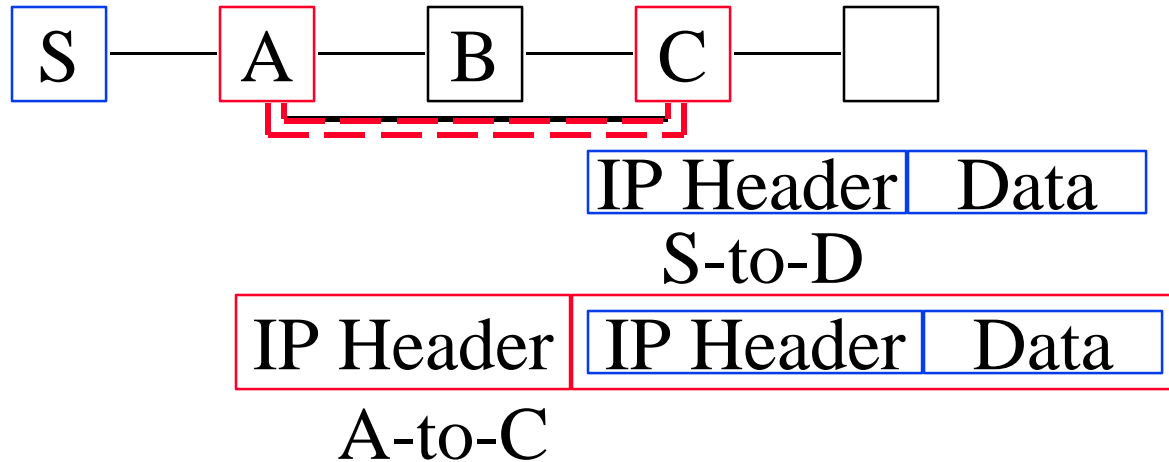 S A B C
IP Header Data
S-to-D
IP Header IP Header Data
A-to-C